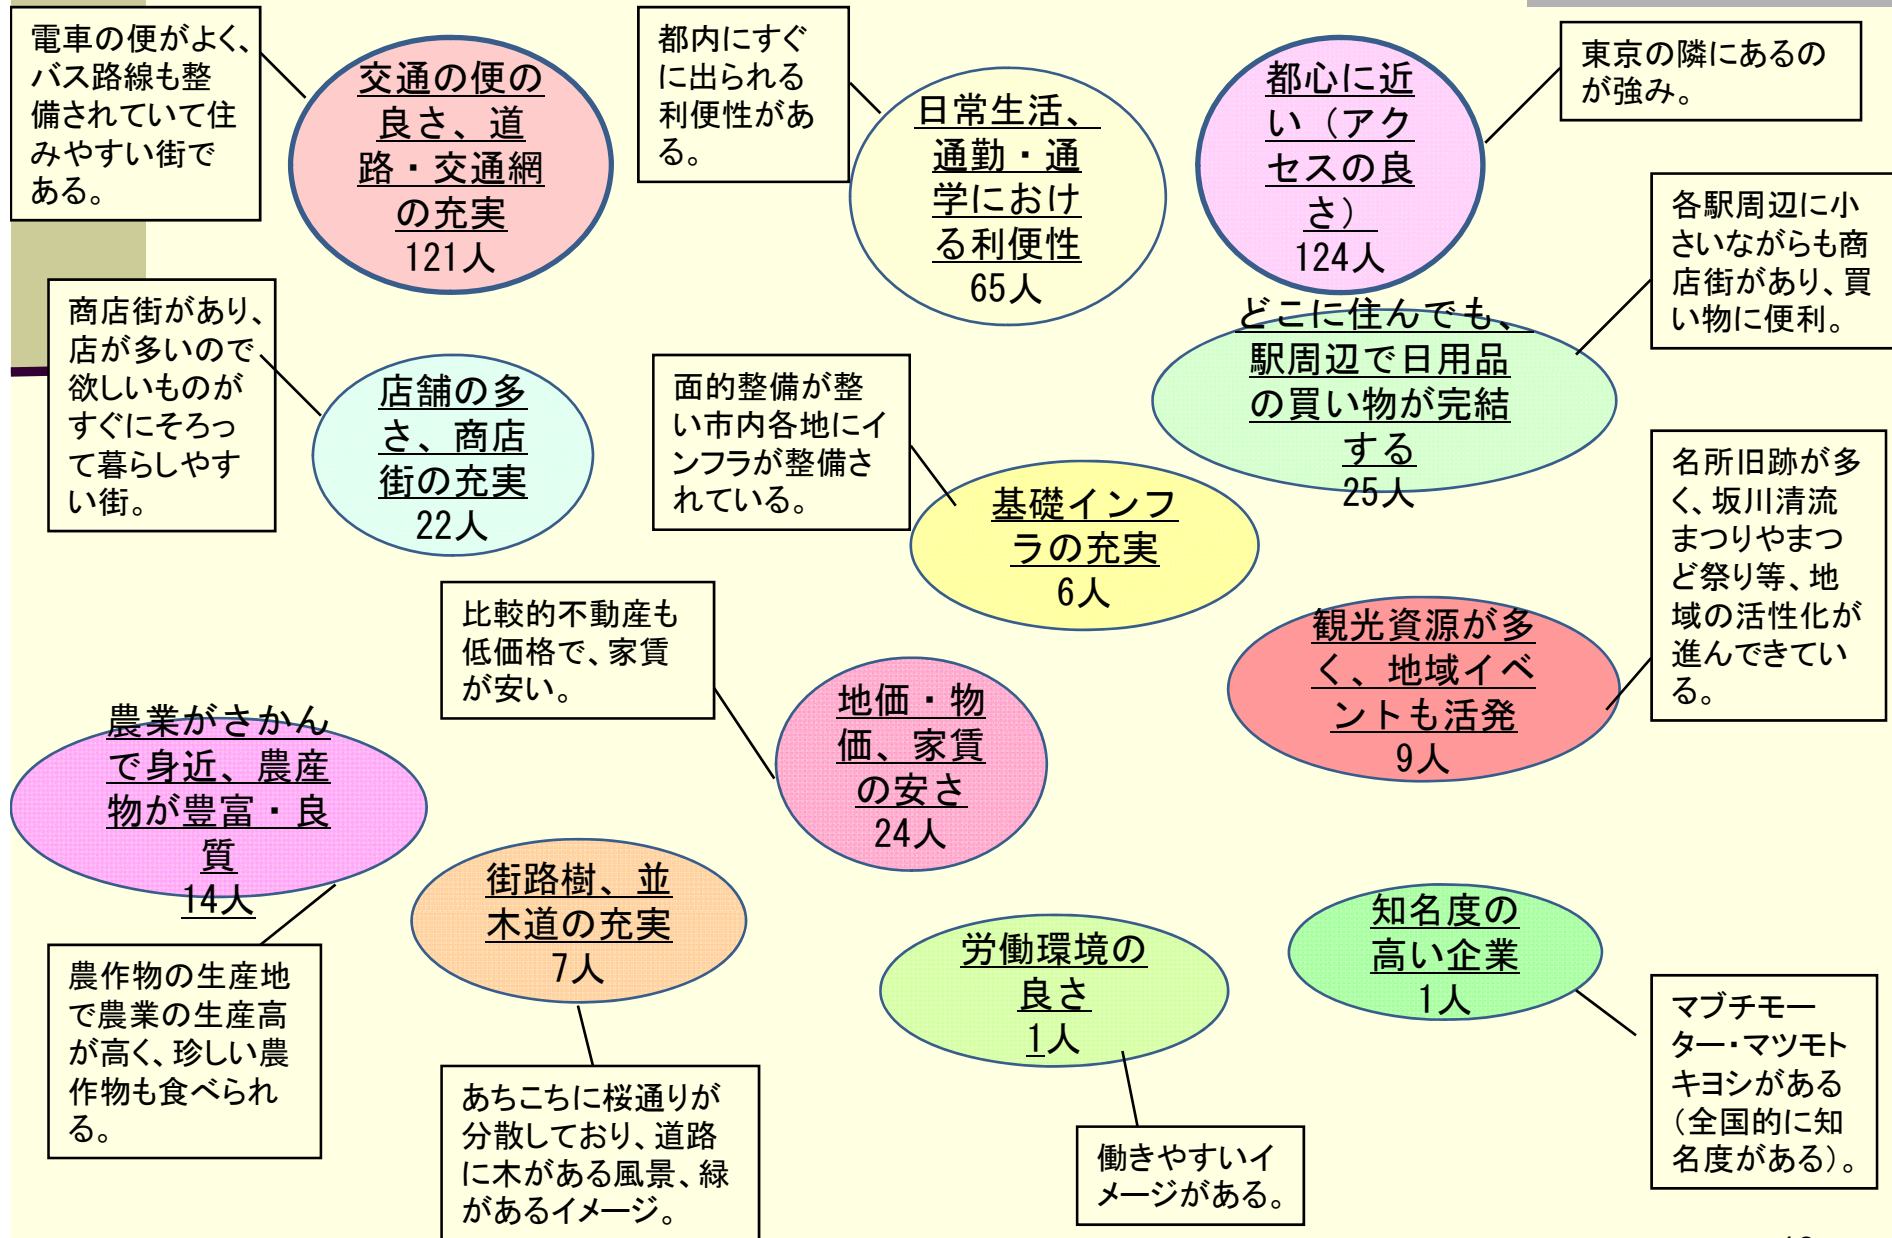 電車の便がよく、
バス路線も整
備されていて住
みやすい街で
ある。
交通の便の
良さ、道
路・交通網
の充実
121人
都内にすぐ
に出られる
利便性があ
る。
日常生活、
通勤・通
学におけ
る利便性
65人
都心に近
い（アク
セスの良
さ）
124人
東京の隣にあるの
が強み。
各駅周辺に小
さいながらも商
店街があり、買
い物に便利。
商店街があり、
店が多いので
欲しいものが
すぐにそろっ
て暮らしやす
い街。
店舗の多
さ、商店
街の充実
22人
面的整備が整
い市内各地にイ
ンフラが整備さ
れている。
基礎インフ
ラの充実
6人
どこに住んでも、
駅周辺で日用品
の買い物が完結
する
25人
名所旧跡が多
く、坂川清流
まつりやまつ
ど祭り等、地
域の活性化が
進んできてい
る。
観光資源が多
く、地域イベ
ントも活発
9人
比較的不動産も
低価格で、家賃
が安い。
地価・物
価、家賃
の安さ
24人
農業がさかん
で身近、農産
物が豊富・良
質
14人
農作物の生産地
で農業の生産高
が高く、珍しい農
作物も食べられ
る。
街路樹、並
木道の充実
7人
あちこちに桜通りが
分散しており、道路
に木がある風景、緑
があるイメージ。
労働環境の
良さ
1人
働きやすいイ
メージがある。
知名度の
高い企業
1人
マブチモー
ター・マツモト
キヨシがある
（全国的に知
名度がある）。